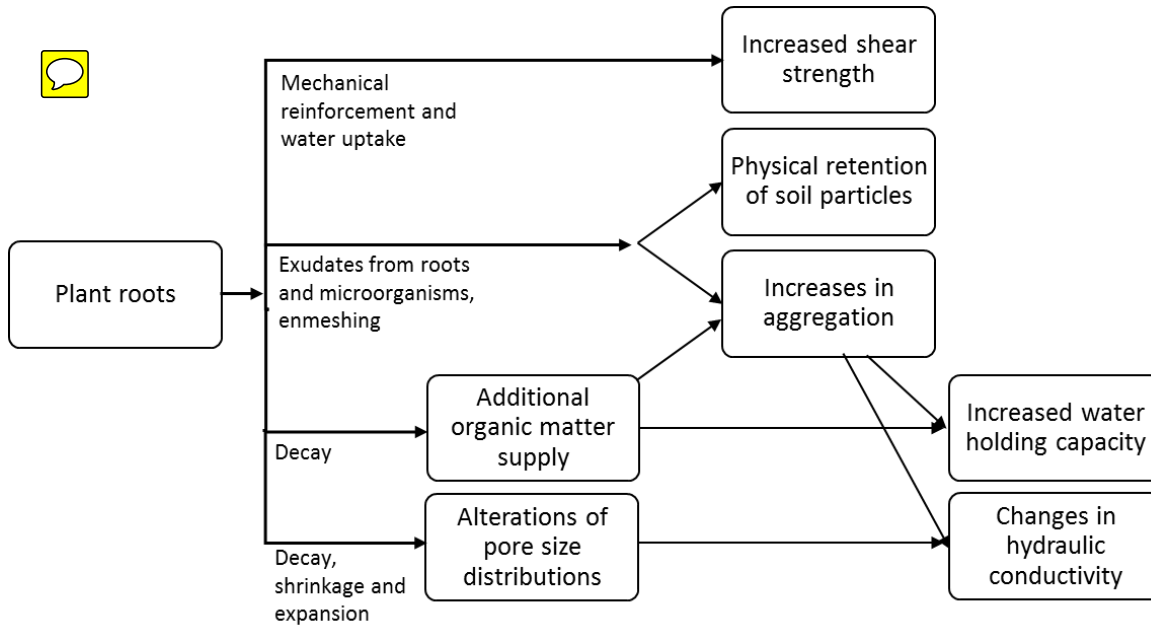 Increased shear
strength
Mechanical
reinforcement and
water uptake
Physical retention
of soil particles
Plant roots
Exudates from roots
and microorganisms,
enmeshing
Increases in
aggregation
Additional
organic matter
supply
Decay
Increased water
holding capacity
Alterations of
pore size
distributions
Decay,
shrinkage and
expansion
Changes in
hydraulic
conductivity